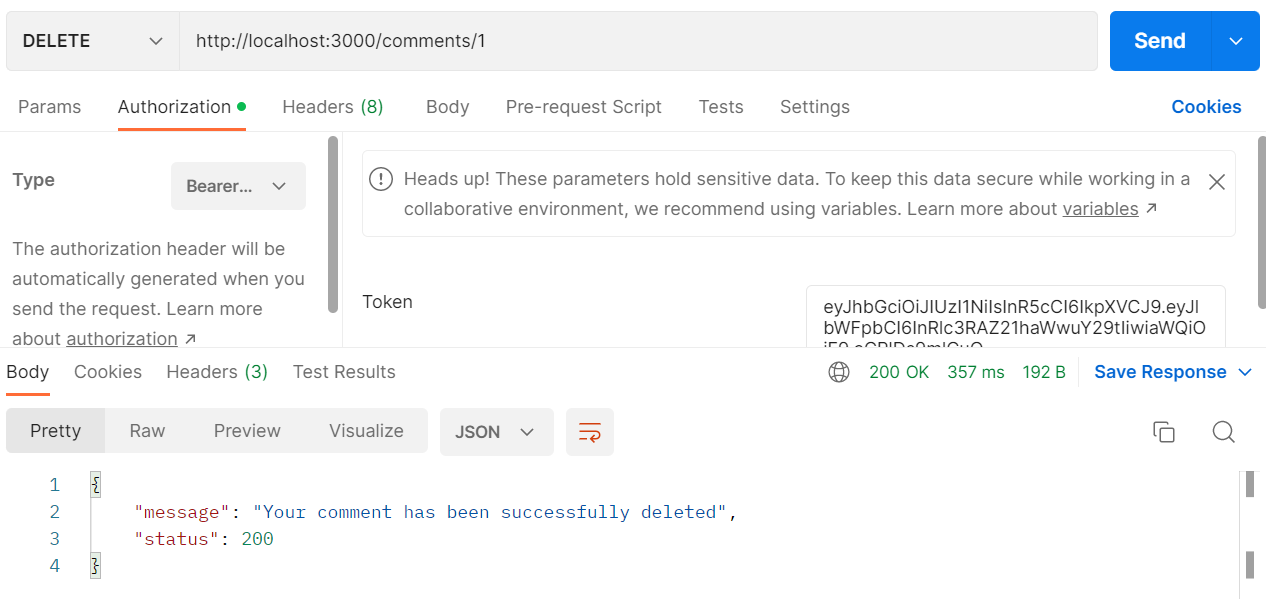 DELETE http://localhost:3000/comments/1 Send
Params Authorization Headers (8) Body Pre-request Script Tests Settings Cookies
Type Bearer...
The authorization header will be
automatically generated when you
send the request. Learn more
about authorization ↗
Heads up! These parameters hold sensitive data. To keep this data secure while working in a
collaborative environment, we recommend using variables. Learn more about variables ↗
Token
eyJhbGciOiJIUzI1NiIsInR5cCI6IkpXVCJ9.eyJl
bWFpbCI6InRlc3RAZ21haWwuY29tIiwiaWQiO
Body Cookies Headers (3) Test Results 200 OK 357 ms 192 B Save Response
Pretty Raw Preview Visualize JSON
1 {
2 "message": "Your comment has been successfully deleted",
3 "status": 200
4 }